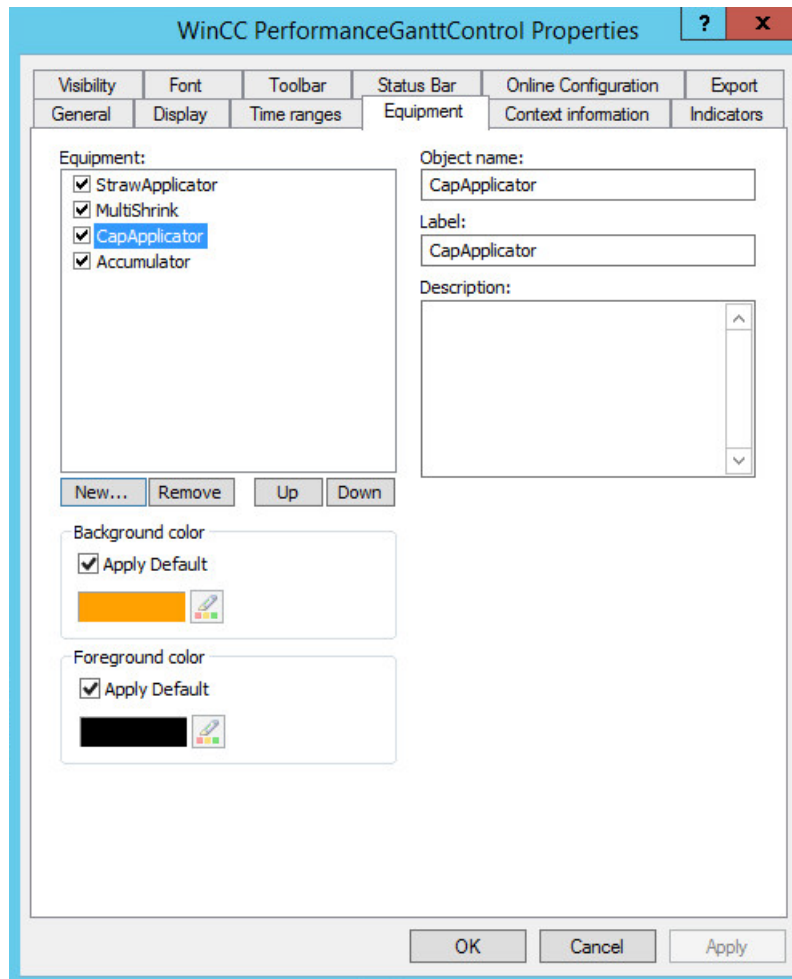 WinCC PerformanceGanttControl Properties ? x
Visibility Font Toolbar Status Bar Online Configuration Export
General Display Time ranges Equipment Context information Indicators
Equipment:
StrawApplicator
MultiShrink
CapApplicator
Accumulator
New... Remove Up Down
Object name:
CapApplicator
Label:
CapApplicator
Description:
Background color
Apply Default
Foreground color
Apply Default
OK Cancel Apply